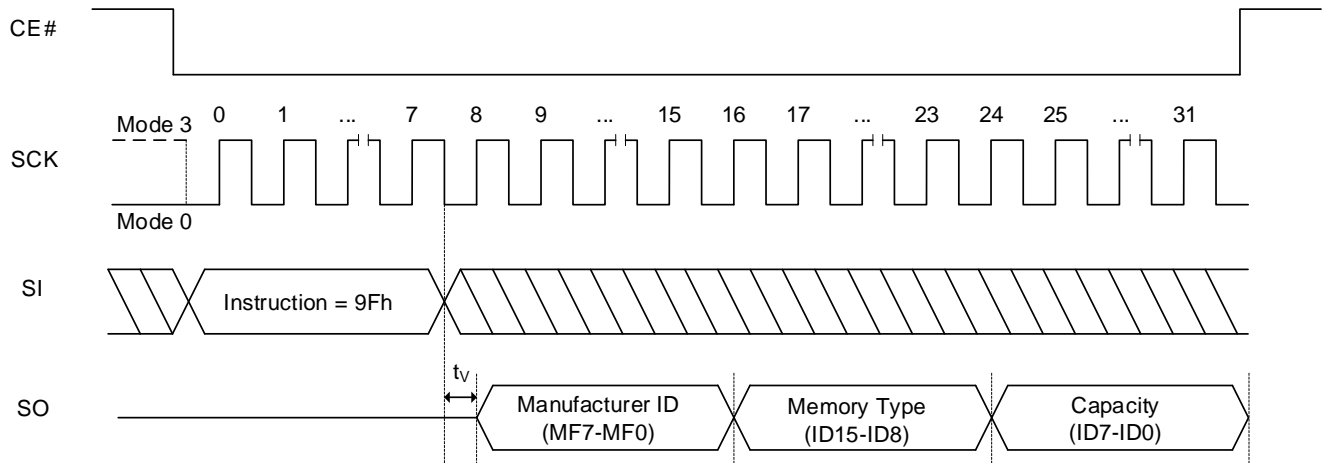 CE#
0 1 ... 7 8 9 ... 15 16 17 ... 23 24 25 ... 31
Mode 3
SCK
Mode 0
SI
Instruction = 9Fh
tV
SO
Manufacturer ID
(MF7-MF0)
Memory Type
(ID15-ID8)
Capacity
(ID7-ID0)